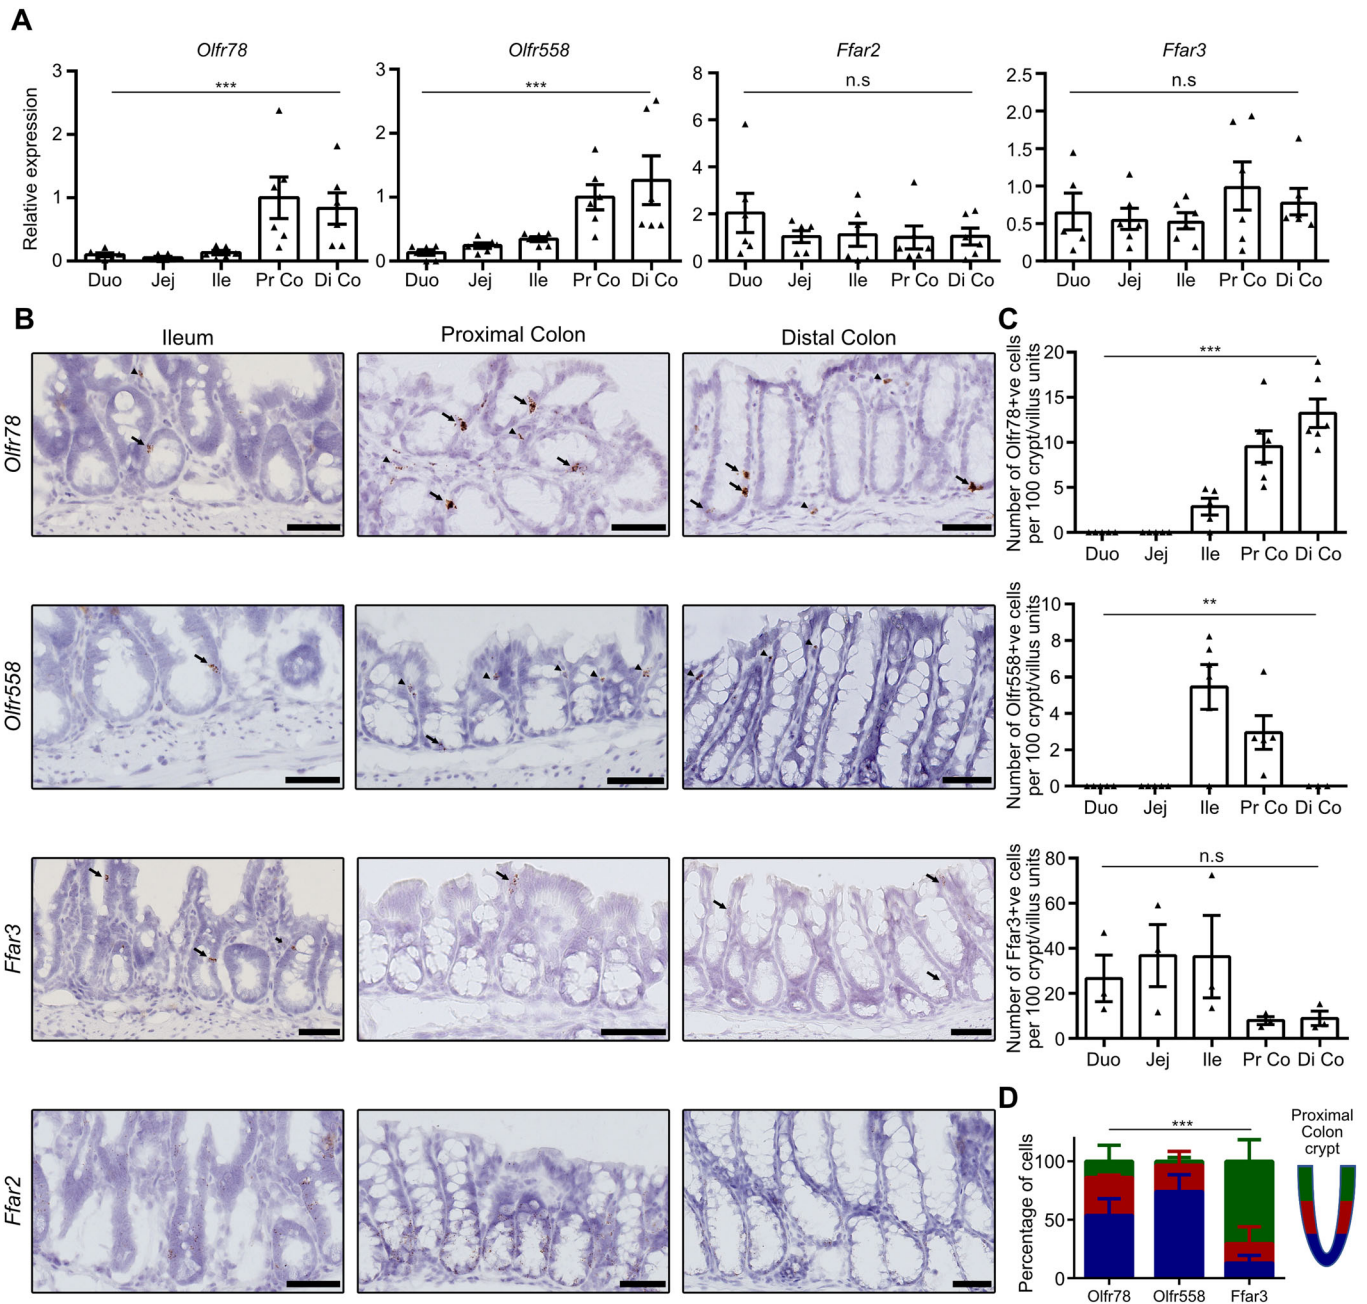 A
Olfr78
Olfr558
Ffar2
Ffar3
Relative expression
3
2
1
0
***
Duo Jej Ile Pr Co Di Co
3
2
1
0
***
Duo Jej Ile Pr Co Di Co
8
6
4
2
0
n.s
Duo Jej Ile Pr Co Di Co
2.5
2.0
1.5
1.0
0.5
0.0
n.s
Duo Jej Ile Pr Co Di Co
B
Ileum
Proximal Colon
Distal Colon
Olfr78
Olfr558
Ffar3
Ffar2
C
Number of Olfr78+ve cells
per 100 crypt/villus units
20
15
10
5
0
***
Duo Jej Ile Pr Co Di Co
Number of Olfr558+ve cells
per 100 crypt/villus units
10
8
6
4
2
0
**
Duo Jej Ile Pr Co Di Co
Number of Ffar3+ve cells
per 100 crypt/villus units
80
60
40
20
0
n.s
Duo Jej Ile Pr Co Di Co
D
Percentage of cells
100
50
0
***
Olfr78 Olfr558 Ffar3
Proximal
Colon
crypt